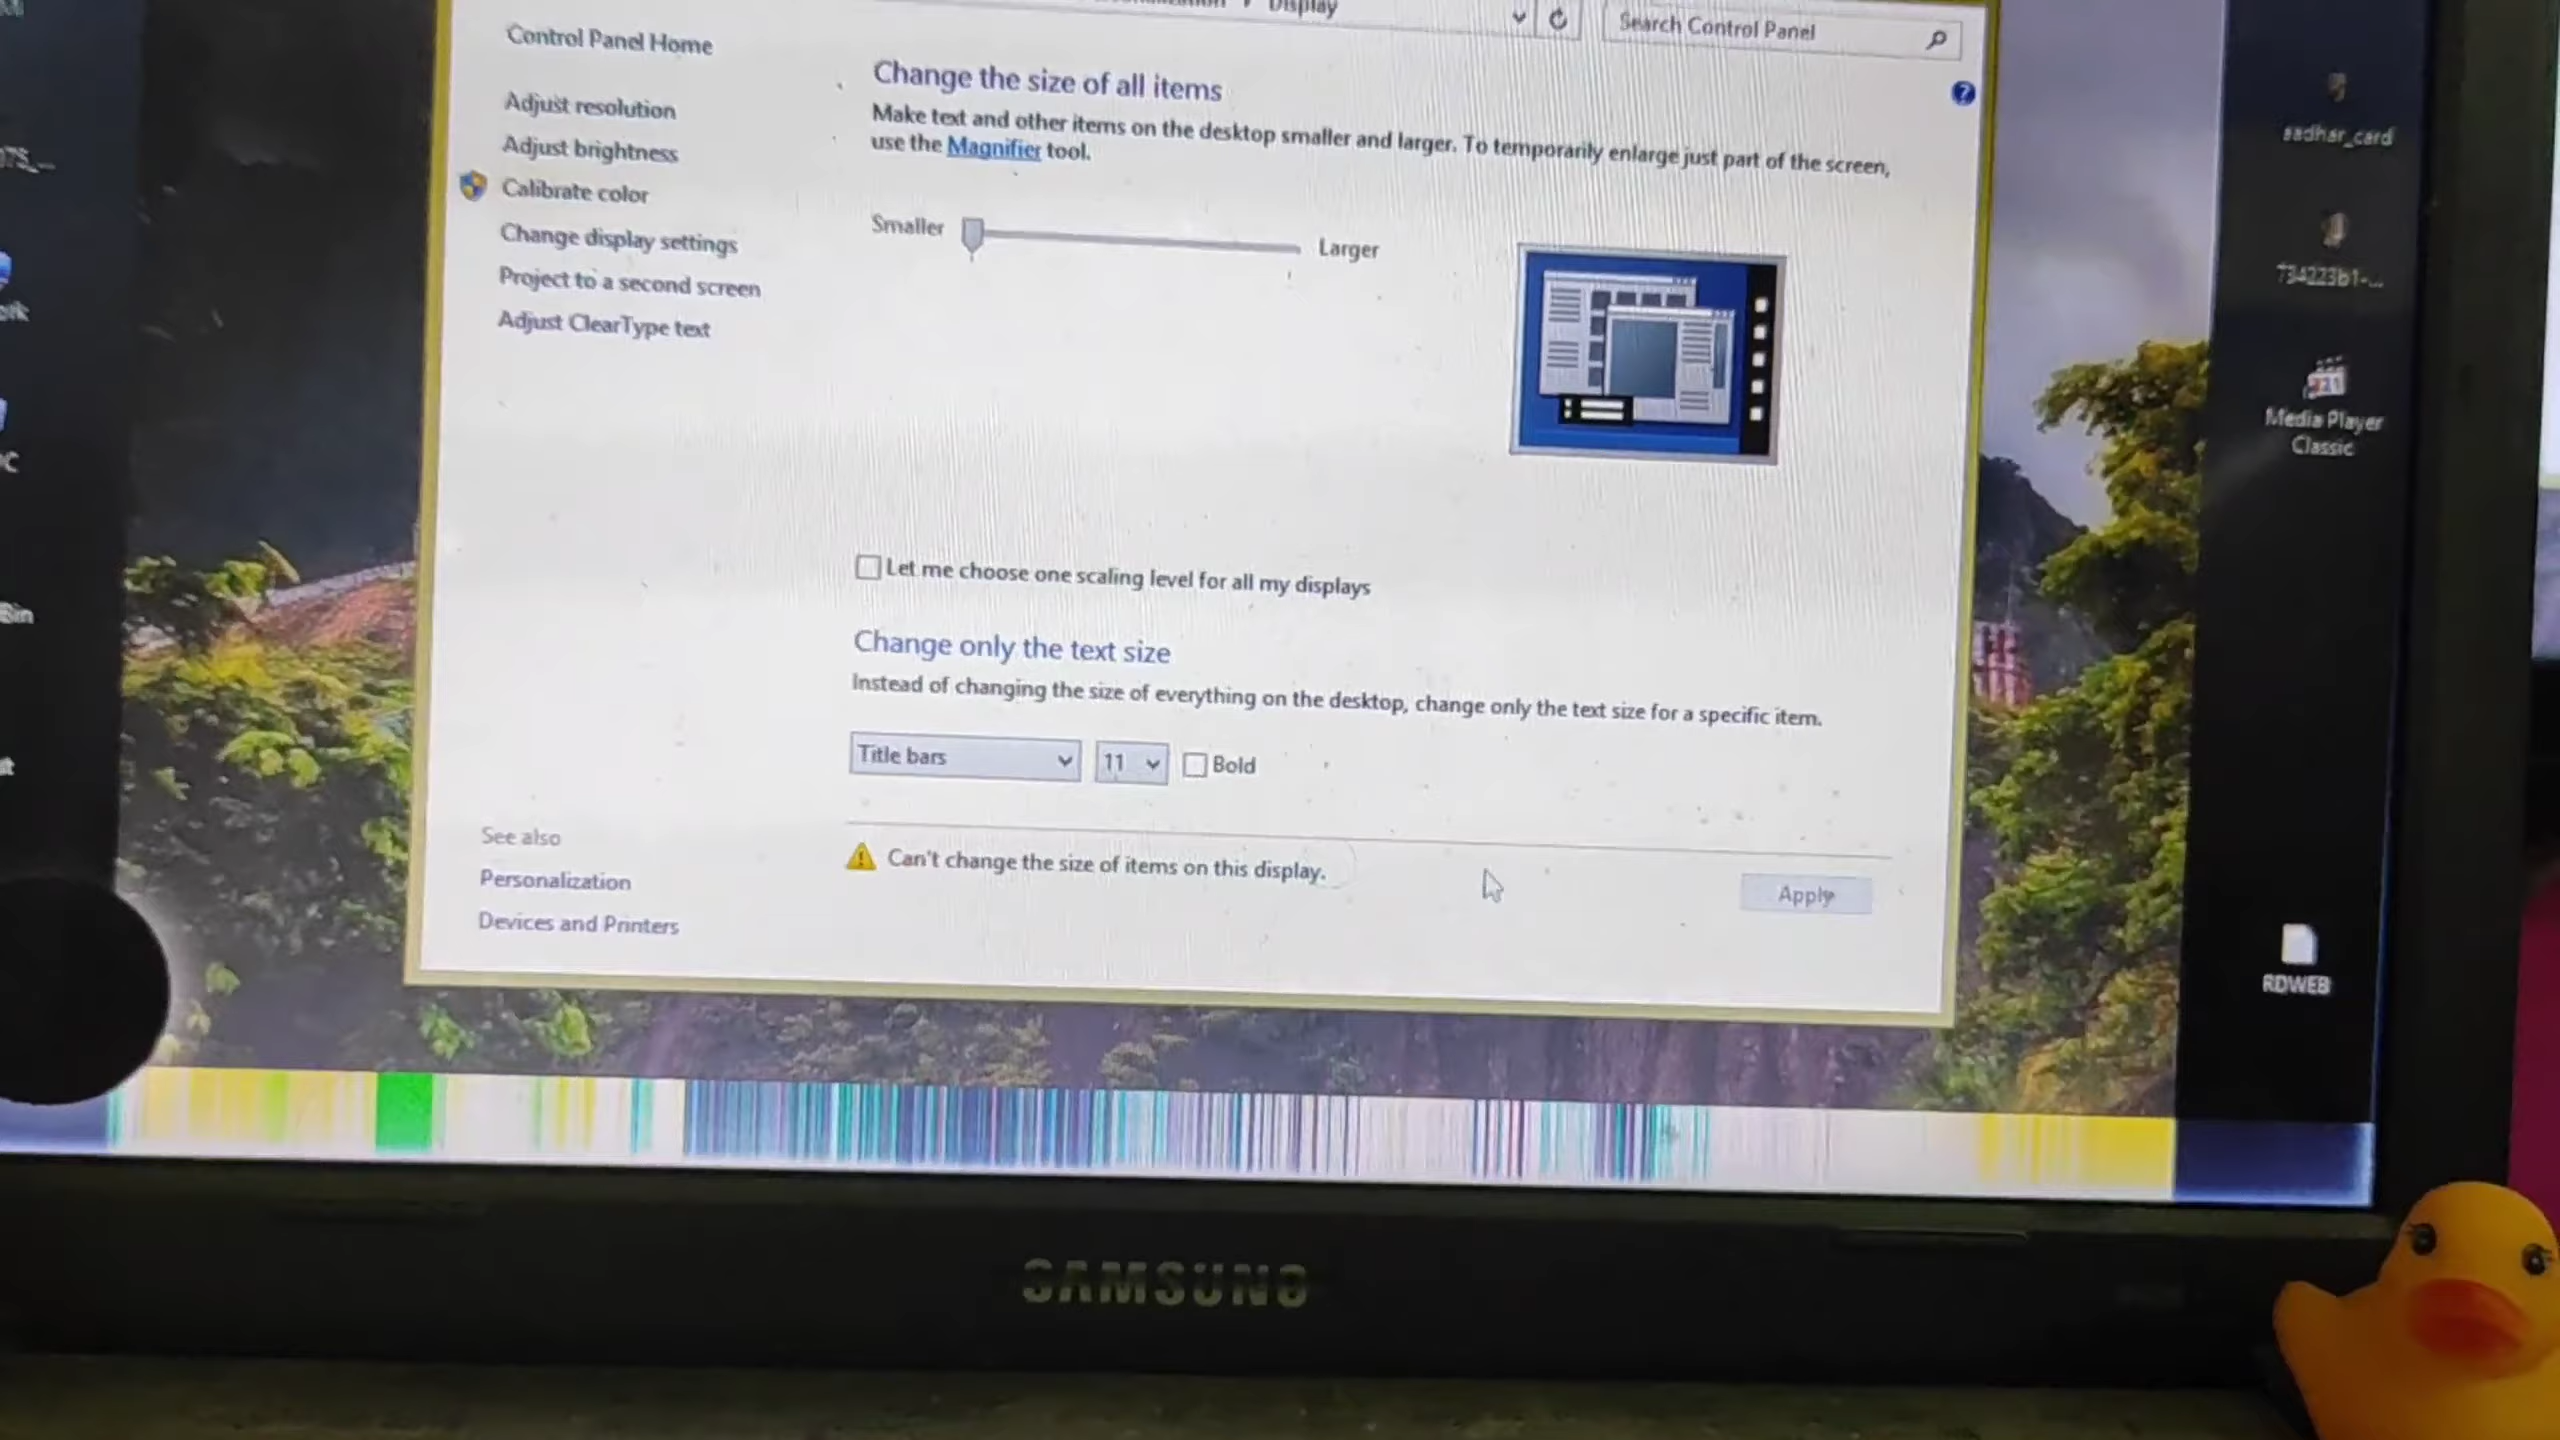 Display
Search Control Panel
Control Panel Home
Adjust resolution
Adjust brightness
Calibrate color
Change display settings
Project to a second screen
Adjust ClearType text
Change the size of all items
Make text and other items on the desktop smaller and larger. To temporarily enlarge just part of the screen,
use the Magnifier tool.
Smaller
Larger
Let me choose one scaling level for all my displays
Change only the text size
Instead of changing the size of everything on the desktop, change only the text size for a specific item.
Title bars
11
Bold
Can't change the size of items on this display.
Apply
See also
Personalization
Devices and Printers
aadhar_card
734223b1-...
Media Player
Classic
RDWEB
SAMSUNG